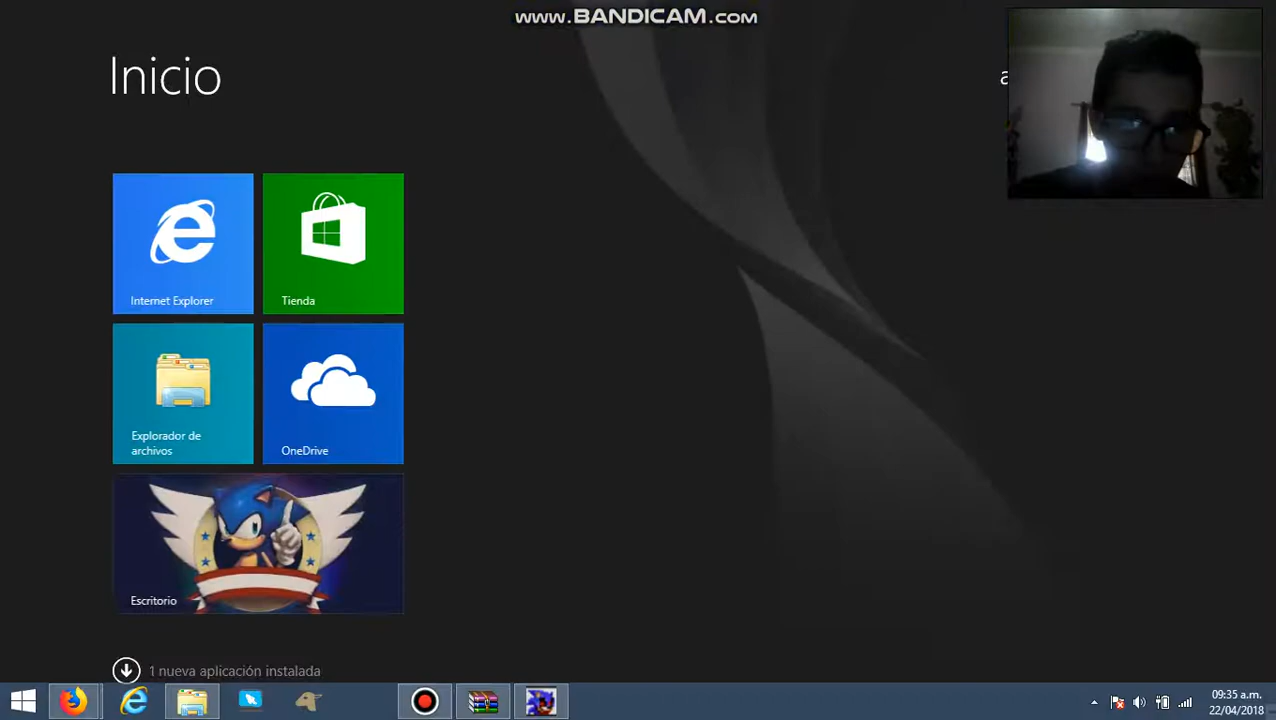 www.BANDICAM.com
Inicio
a
Internet Explorer
Tienda
Explorador de
archivos
OneDrive
Escritorio
1 nueva aplicación instalada
09:35 a.m.
22/04/2018